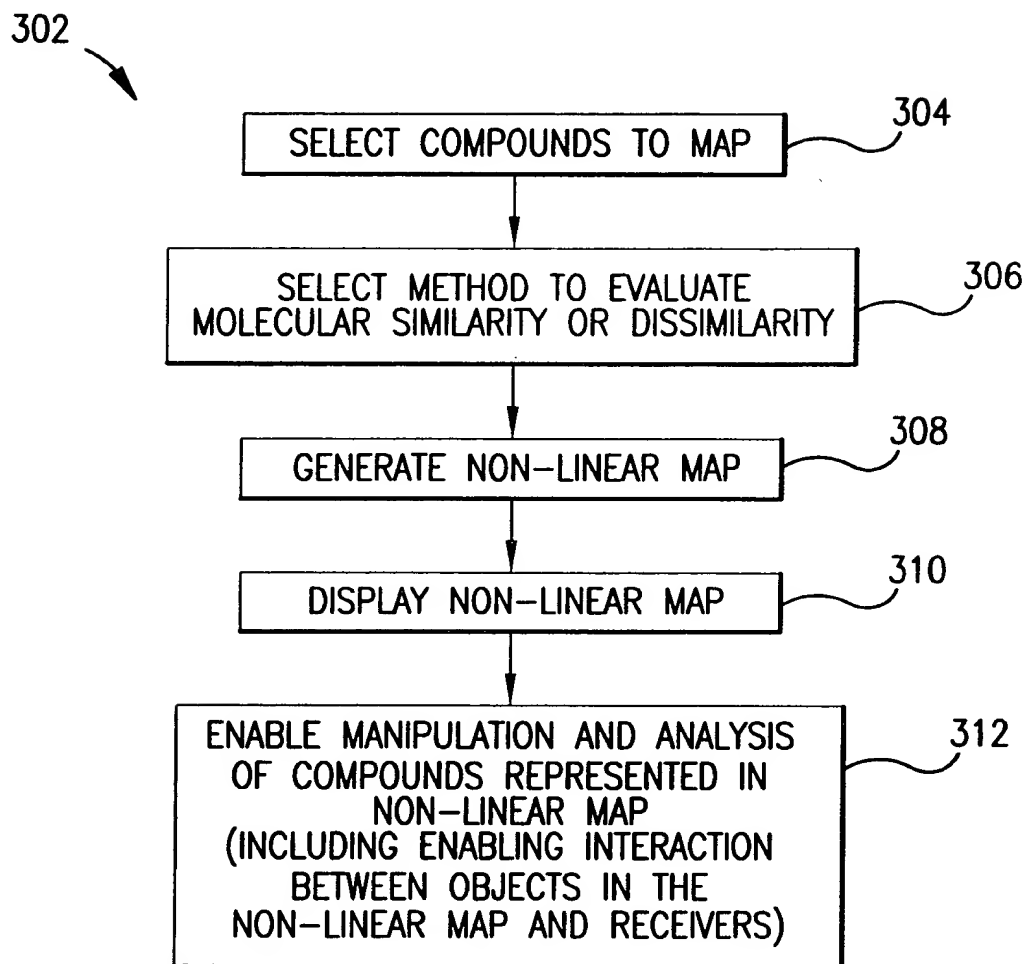 302
SELECT COMPOUNDS TO MAP
304
SELECT METHOD TO EVALUATE
MOLECULAR SIMILARITY OR DISSIMILARITY
306
GENERATE NON-LINEAR MAP
308
DISPLAY NON-LINEAR MAP
310
ENABLE MANIPULATION AND ANALYSIS
OF COMPOUNDS REPRESENTED IN
NON-LINEAR MAP
(INCLUDING ENABLING INTERACTION
BETWEEN OBJECTS IN THE
NON-LINEAR MAP AND RECEIVERS)
312